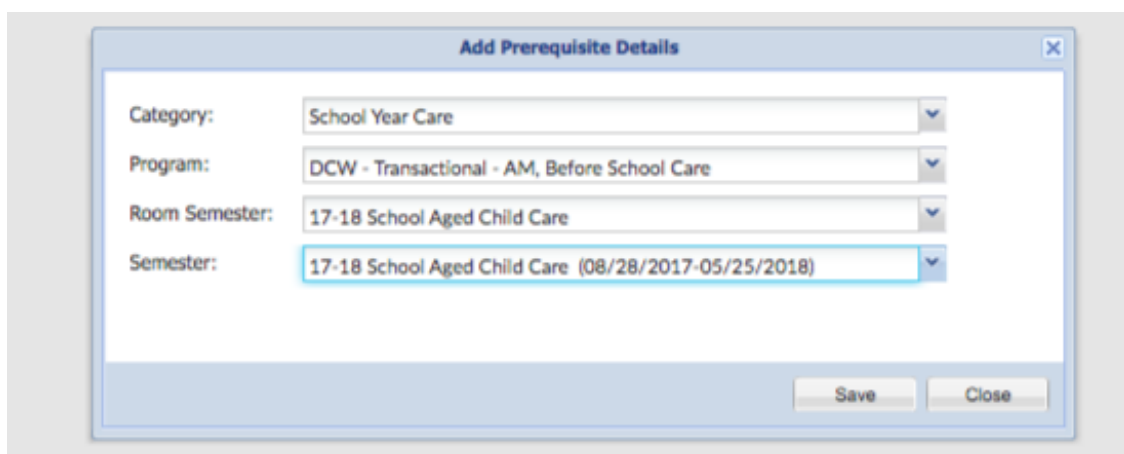 Add Prerequisite Details
Category: School Year Care
Program: DCW - Transactional - AM, Before School Care
Room Semester: 17-18 School Aged Child Care
Semester: 17-18 School Aged Child Care (08/28/2017-05/25/2018)
Save Close